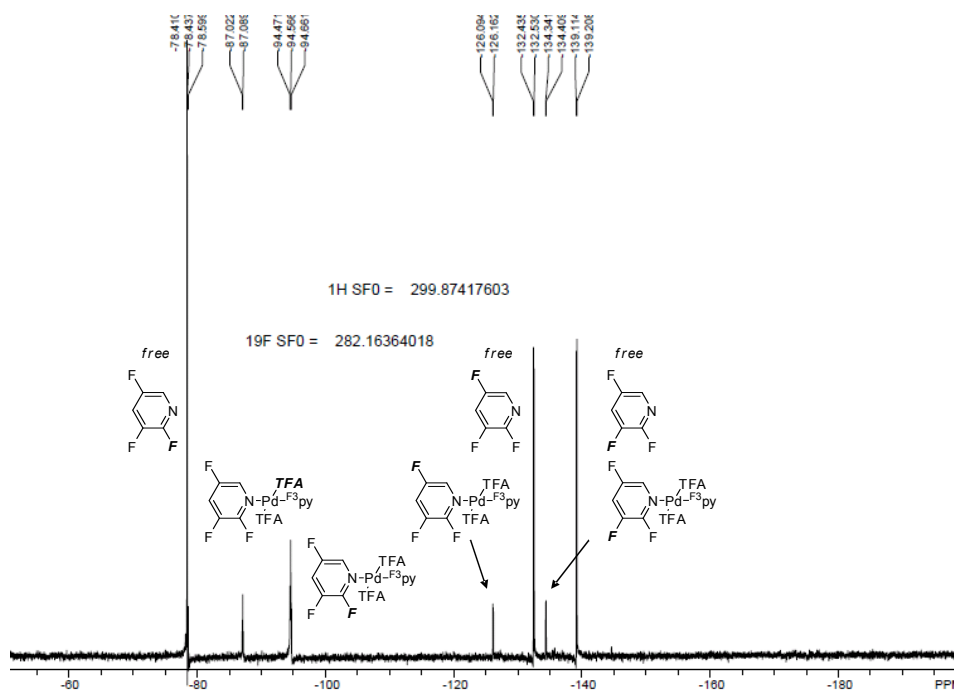 -78.410
-78.437
-78.599
-87.022
-87.089
-94.471
-94.566
-94.661
-126.094
-126.162
-132.435
-132.530
-134.341
-134.409
-139.114
-139.208
1H SF0 = 299.87417603
19F SF0 = 282.16364018
free
F
N
F
F
free
F
N
F
F
free
F
N
F
F
F
TFA
N-Pd-F3py
TFA
F
F
F
TFA
N-Pd-F3py
TFA
F
F
F
TFA
N-Pd-F3py
TFA
F
F
F
TFA
N-Pd-F3py
TFA
F
F
-60
-80
-100
-120
-140
-160
-180
PPM